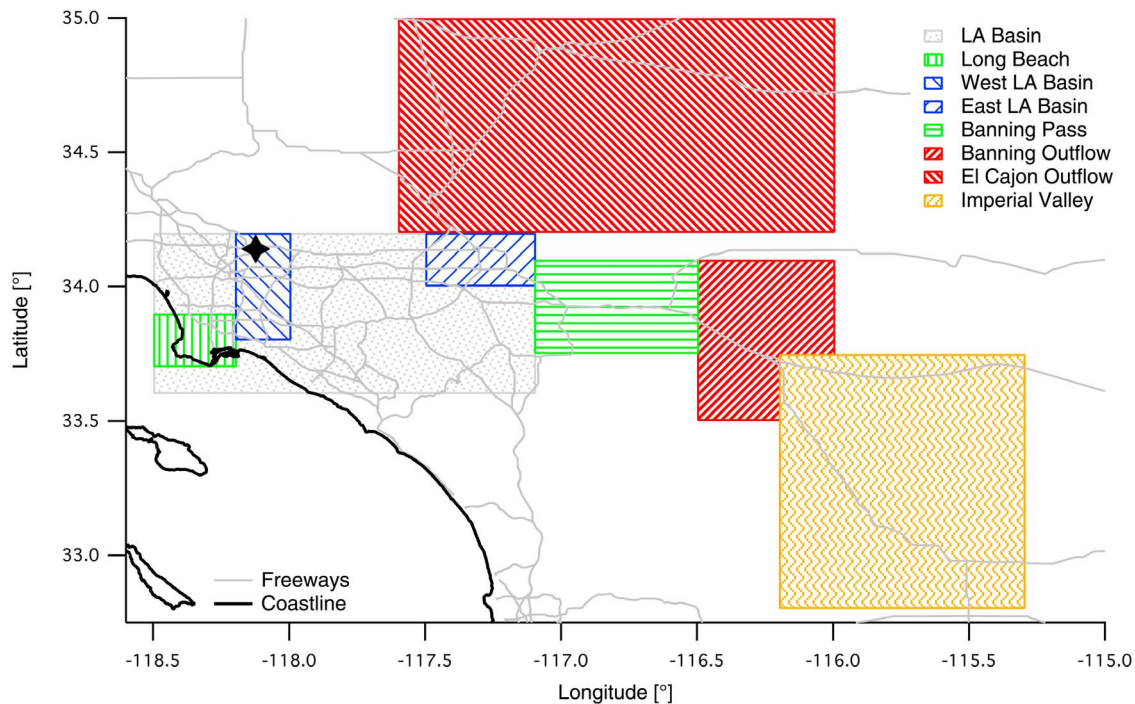 35.0
34.5
34.0
33.5
33.0
Latitude [°]
LA Basin
Long Beach
West LA Basin
East LA Basin
Banning Pass
Banning Outflow
El Cajon Outflow
Imperial Valley
Freeways
Coastline
-118.5 -118.0 -117.5 -117.0 -116.5 -116.0 -115.5 -115.0
Longitude [°]